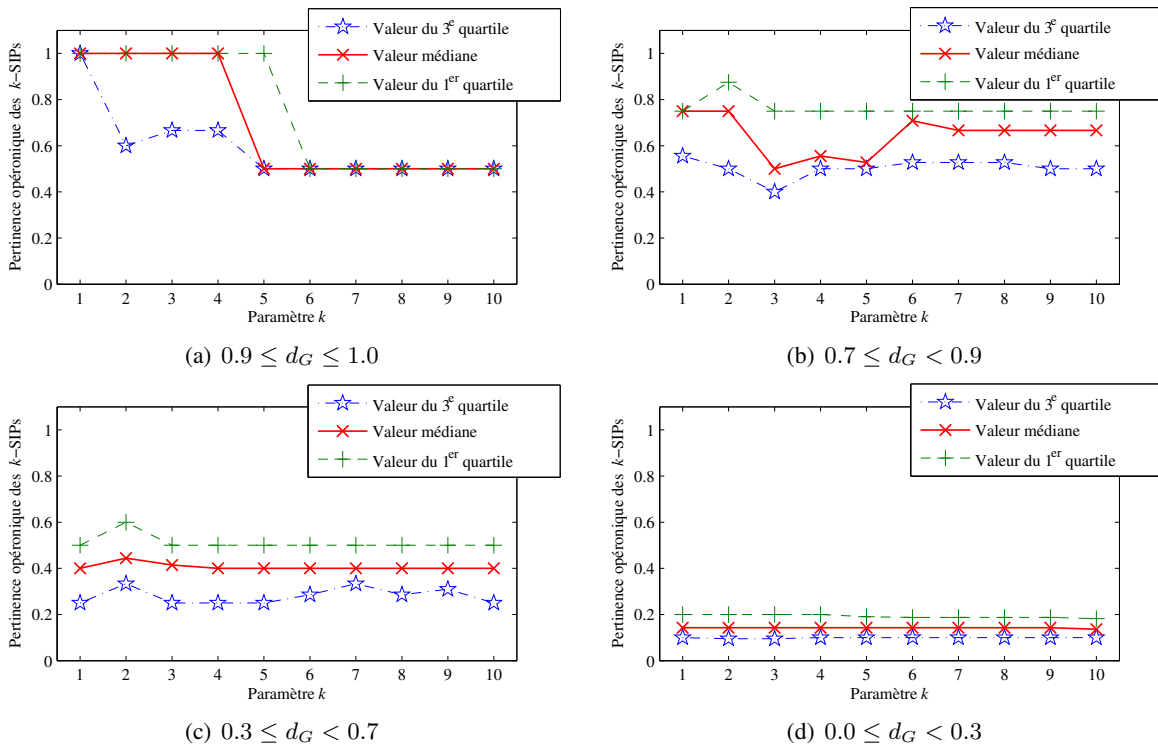 Valeur du 3e quartile
Valeur médiane
Valeur du 1er quartile
Pertinence opéronique des k−SIPs
1
0.8
0.6
0.4
0.2
0
1 2 3 4 5 6 7 8 9 10
Paramètre k
(a) 0.9 ≤ dG ≤ 1.0
Valeur du 3e quartile
Valeur médiane
Valeur du 1er quartile
Pertinence opéronique des k−SIPs
1
0.8
0.6
0.4
0.2
0
1 2 3 4 5 6 7 8 9 10
Paramètre k
(b) 0.7 ≤ dG < 0.9
Valeur du 3e quartile
Valeur médiane
Valeur du 1er quartile
Pertinence opéronique des k−SIPs
1
0.8
0.6
0.4
0.2
0
1 2 3 4 5 6 7 8 9 10
Paramètre k
(c) 0.3 ≤ dG < 0.7
Valeur du 3e quartile
Valeur médiane
Valeur du 1er quartile
Pertinence opéronique des k−SIPs
1
0.8
0.6
0.4
0.2
0
1 2 3 4 5 6 7 8 9 10
Paramètre k
(d) 0.0 ≤ dG < 0.3